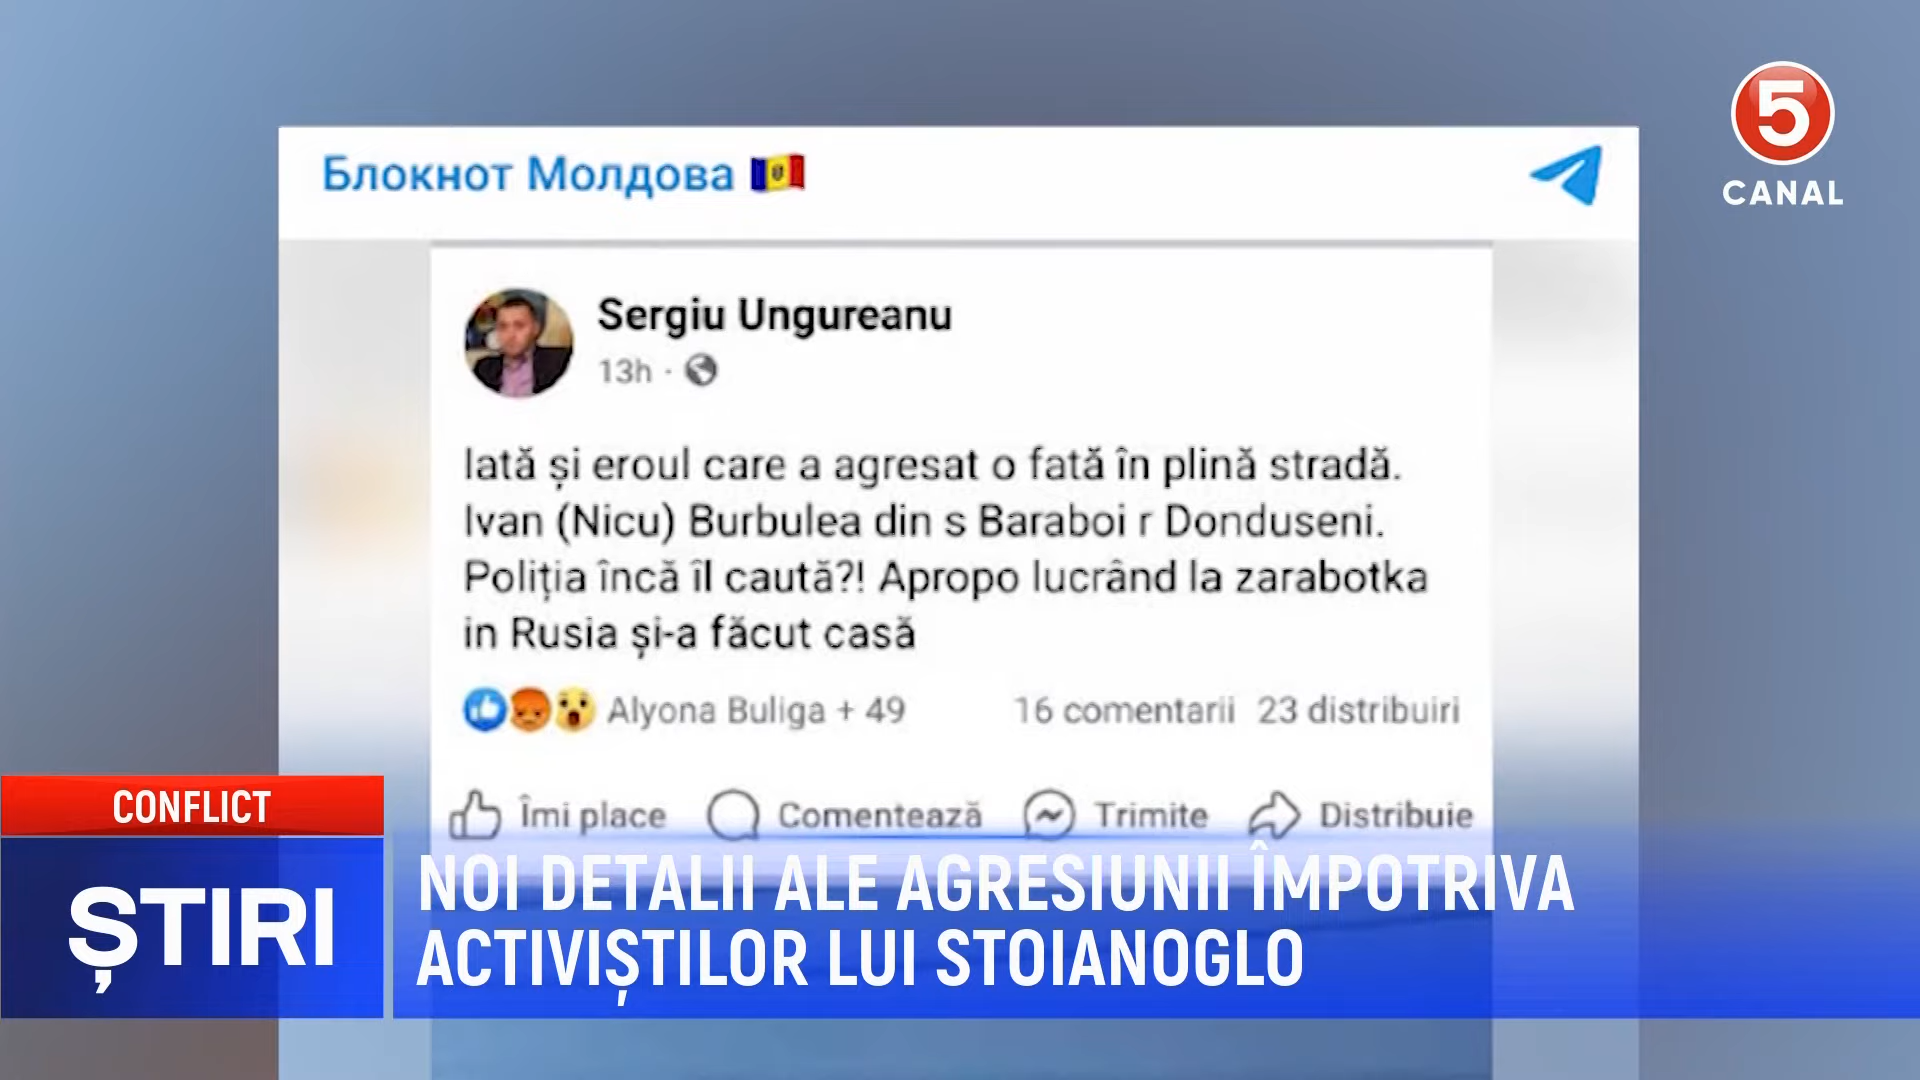 5
CANAL
Блокнот Молдова
Sergiu Ungureanu
13h ·
Iată și eroul care a agresat o fată în plină stradă.
Ivan (Nicu) Burbulea din s Baraboi r Donduseni.
Poliția încă îl caută?! Apropo lucrând la zarabotka
in Rusia și-a făcut casă
Alyona Buliga + 49 16 comentarii 23 distribuiri
Îmi place Comentează Trimite Distribuie
CONFLICT
ȘTIRI
NOI DETALII ALE AGRESIUNII ÎMPOTRIVA
ACTIVIȘTILOR LUI STOIANOGLO